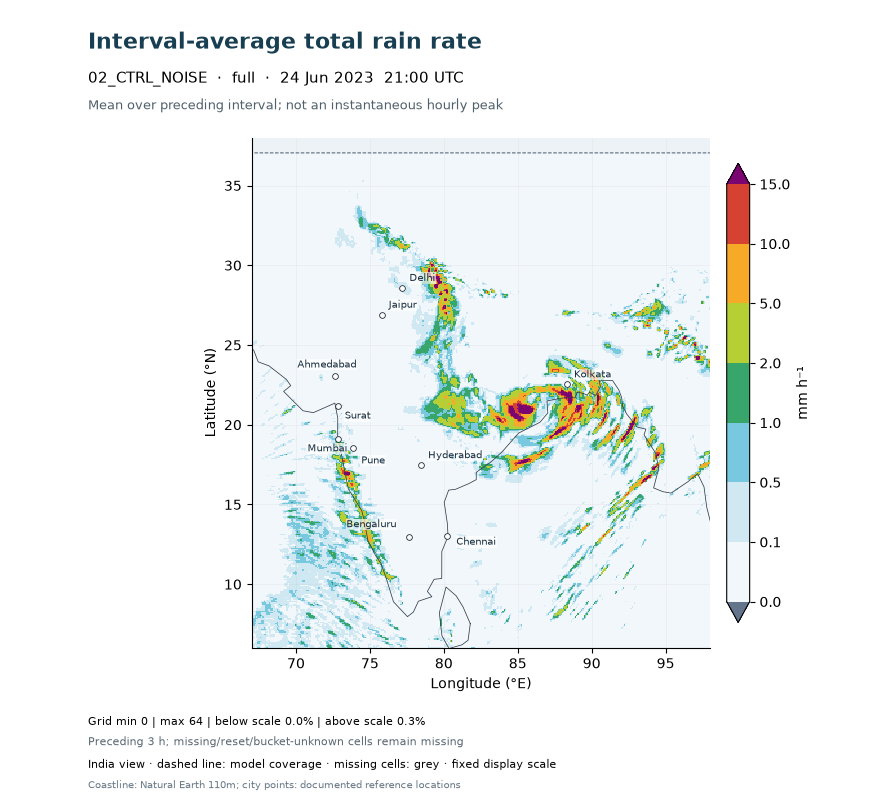 Interval-average total rain rate
02_CTRL_NOISE · full · 24 Jun 2023 21:00 UTC
Mean over preceding interval; not an instantaneous hourly peak
35
30
25
20
15
10
Latitude (°N)
70
75
80
85
90
95
Longitude (°E)
Delhi
Jaipur
Ahmedabad
Kolkata
Surat
Mumbai
Pune
Hyderabad
Bengaluru
Chennai
15.0
10.0
5.0
2.0
1.0
0.5
0.1
0.0
mm h⁻¹
Grid min 0 | max 64 | below scale 0.0% | above scale 0.3%
Preceding 3 h; missing/reset/bucket-unknown cells remain missing
India view · dashed line: model coverage · missing cells: grey · fixed display scale
Coastline: Natural Earth 110m; city points: documented reference locations